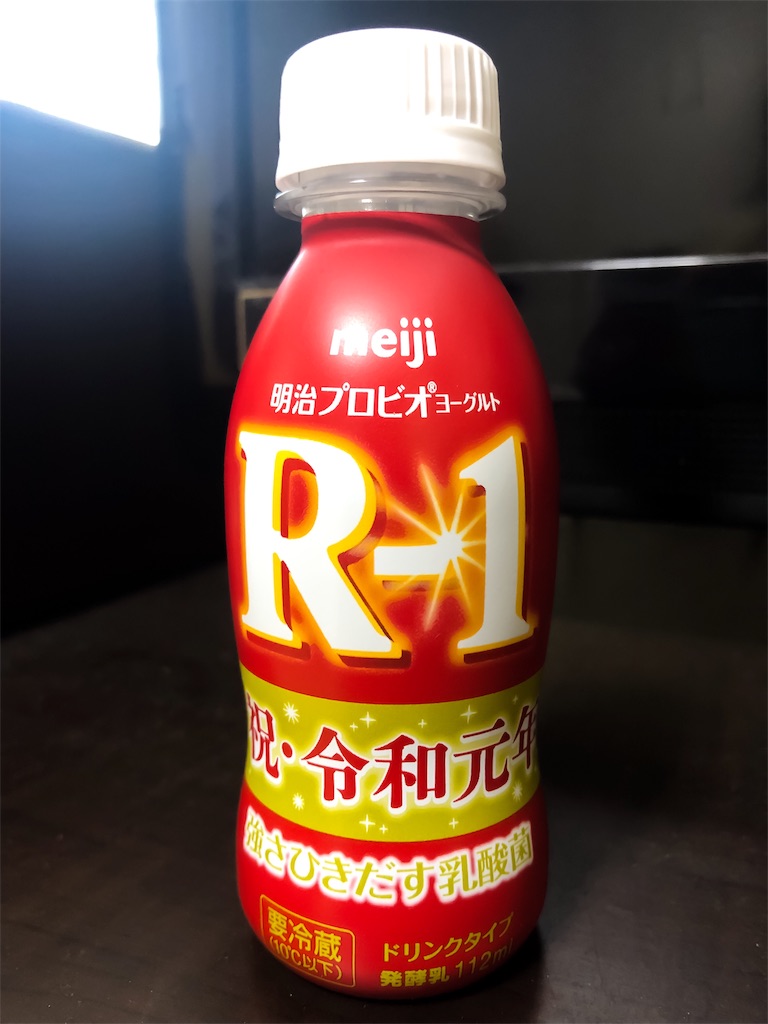 meiji
明治プロビオ®ヨーグルト
R-1
祝・令和元年
強さひきだす乳酸菌
要冷蔵
(10℃以下)
ドリンクタイプ
発酵乳 112ml